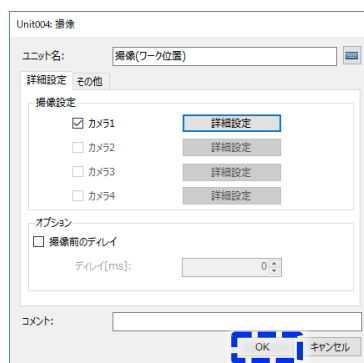 Unit004: 撮像
ユニット名: 撮像(ワーク位置)
詳細設定 その他
撮像設定
カメラ1 詳細設定
カメラ2 詳細設定
カメラ3 詳細設定
カメラ4 詳細設定
オプション
撮像前のディレイ
ディレイ[ms]: 0
コメント:
OK キャンセル